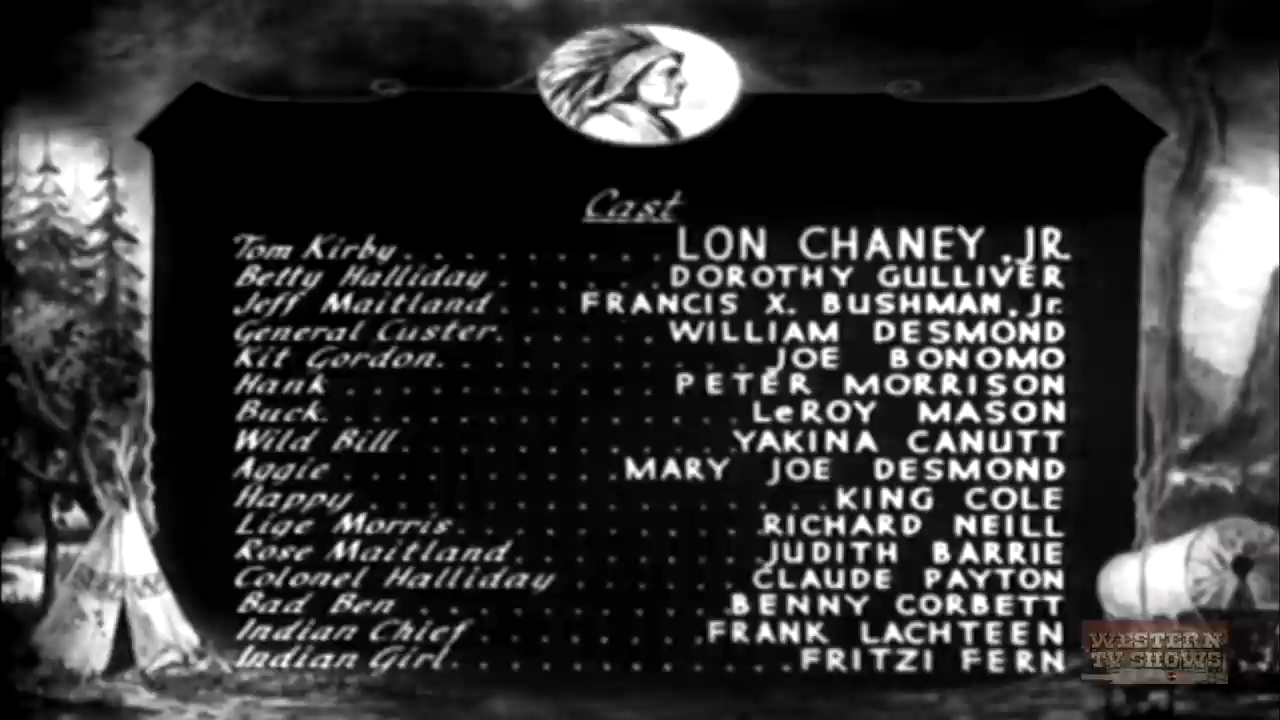 Cast
Tom Kirby. . . . . . . . . . LON CHANEY, JR
Betty Halliday . . . . . . DOROTHY GULLIVER
Jeff Maitland . . . FRANCIS X. BUSHMAN, Jr.
General Custer. . . . . . WILLIAM DESMOND
Kit Gordon. . . . . . . . . . . JOE BONOMO
Hank . . . . . . . . . . . PETER MORRISON
Buck. . . . . . . . . . . . . LeROY MASON
Wild Bill . . . . . . . . . . . YAKINA CANUTT
Aggie . . . . . . . . . . MARY JOE DESMOND
Happy . . . . . . . . . . . . . . KING COLE
Lige Morris. . . . . . . . . . RICHARD NEILL
Rose Maitland. . . . . . . . . JUDITH BARRIE
Colonel Halliday . . . . . . CLAUDE PAYTON
Bad Ben . . . . . . . . . . . BENNY CORBETT
Indian Chief . . . . . . . . FRANK LACHTEEN
Indian Girl. . . . . . . . . . . . FRITZI FERN
WESTERN
TV SHOWS